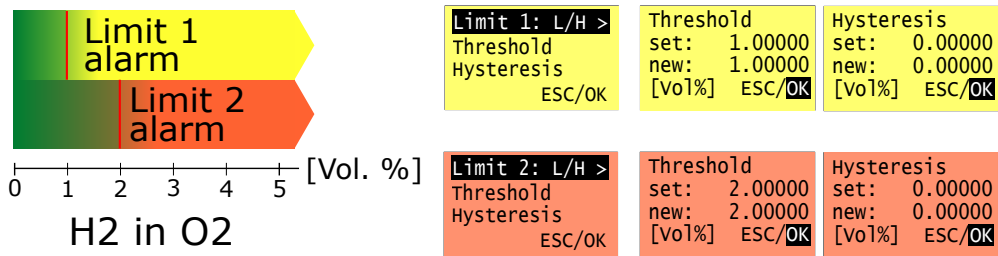 Limit 1
alarm
Limit 2
alarm
0 1 2 3 4 5 [Vol. %]
H2 in O2
Limit 1: L/H >
Threshold
Hysteresis
ESC/OK
Threshold
set: 1.00000
new: 1.00000
[Vol%] ESC/OK
Hysteresis
set: 0.00000
new: 0.00000
[Vol%] ESC/OK
Limit 2: L/H >
Threshold
Hysteresis
ESC/OK
Threshold
set: 2.00000
new: 2.00000
[Vol%] ESC/OK
Hysteresis
set: 0.00000
new: 0.00000
[Vol%] ESC/OK